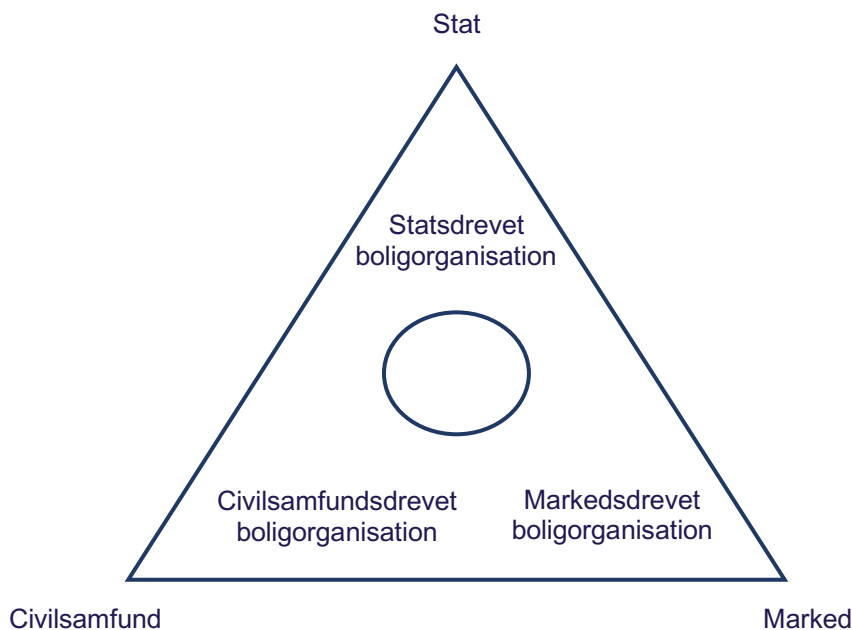 Stat
Statsdrevet
boligorganisation
Civilsamfundsdrevet
boligorganisation
Markedsdrevet
boligorganisation
Civilsamfund
Marked